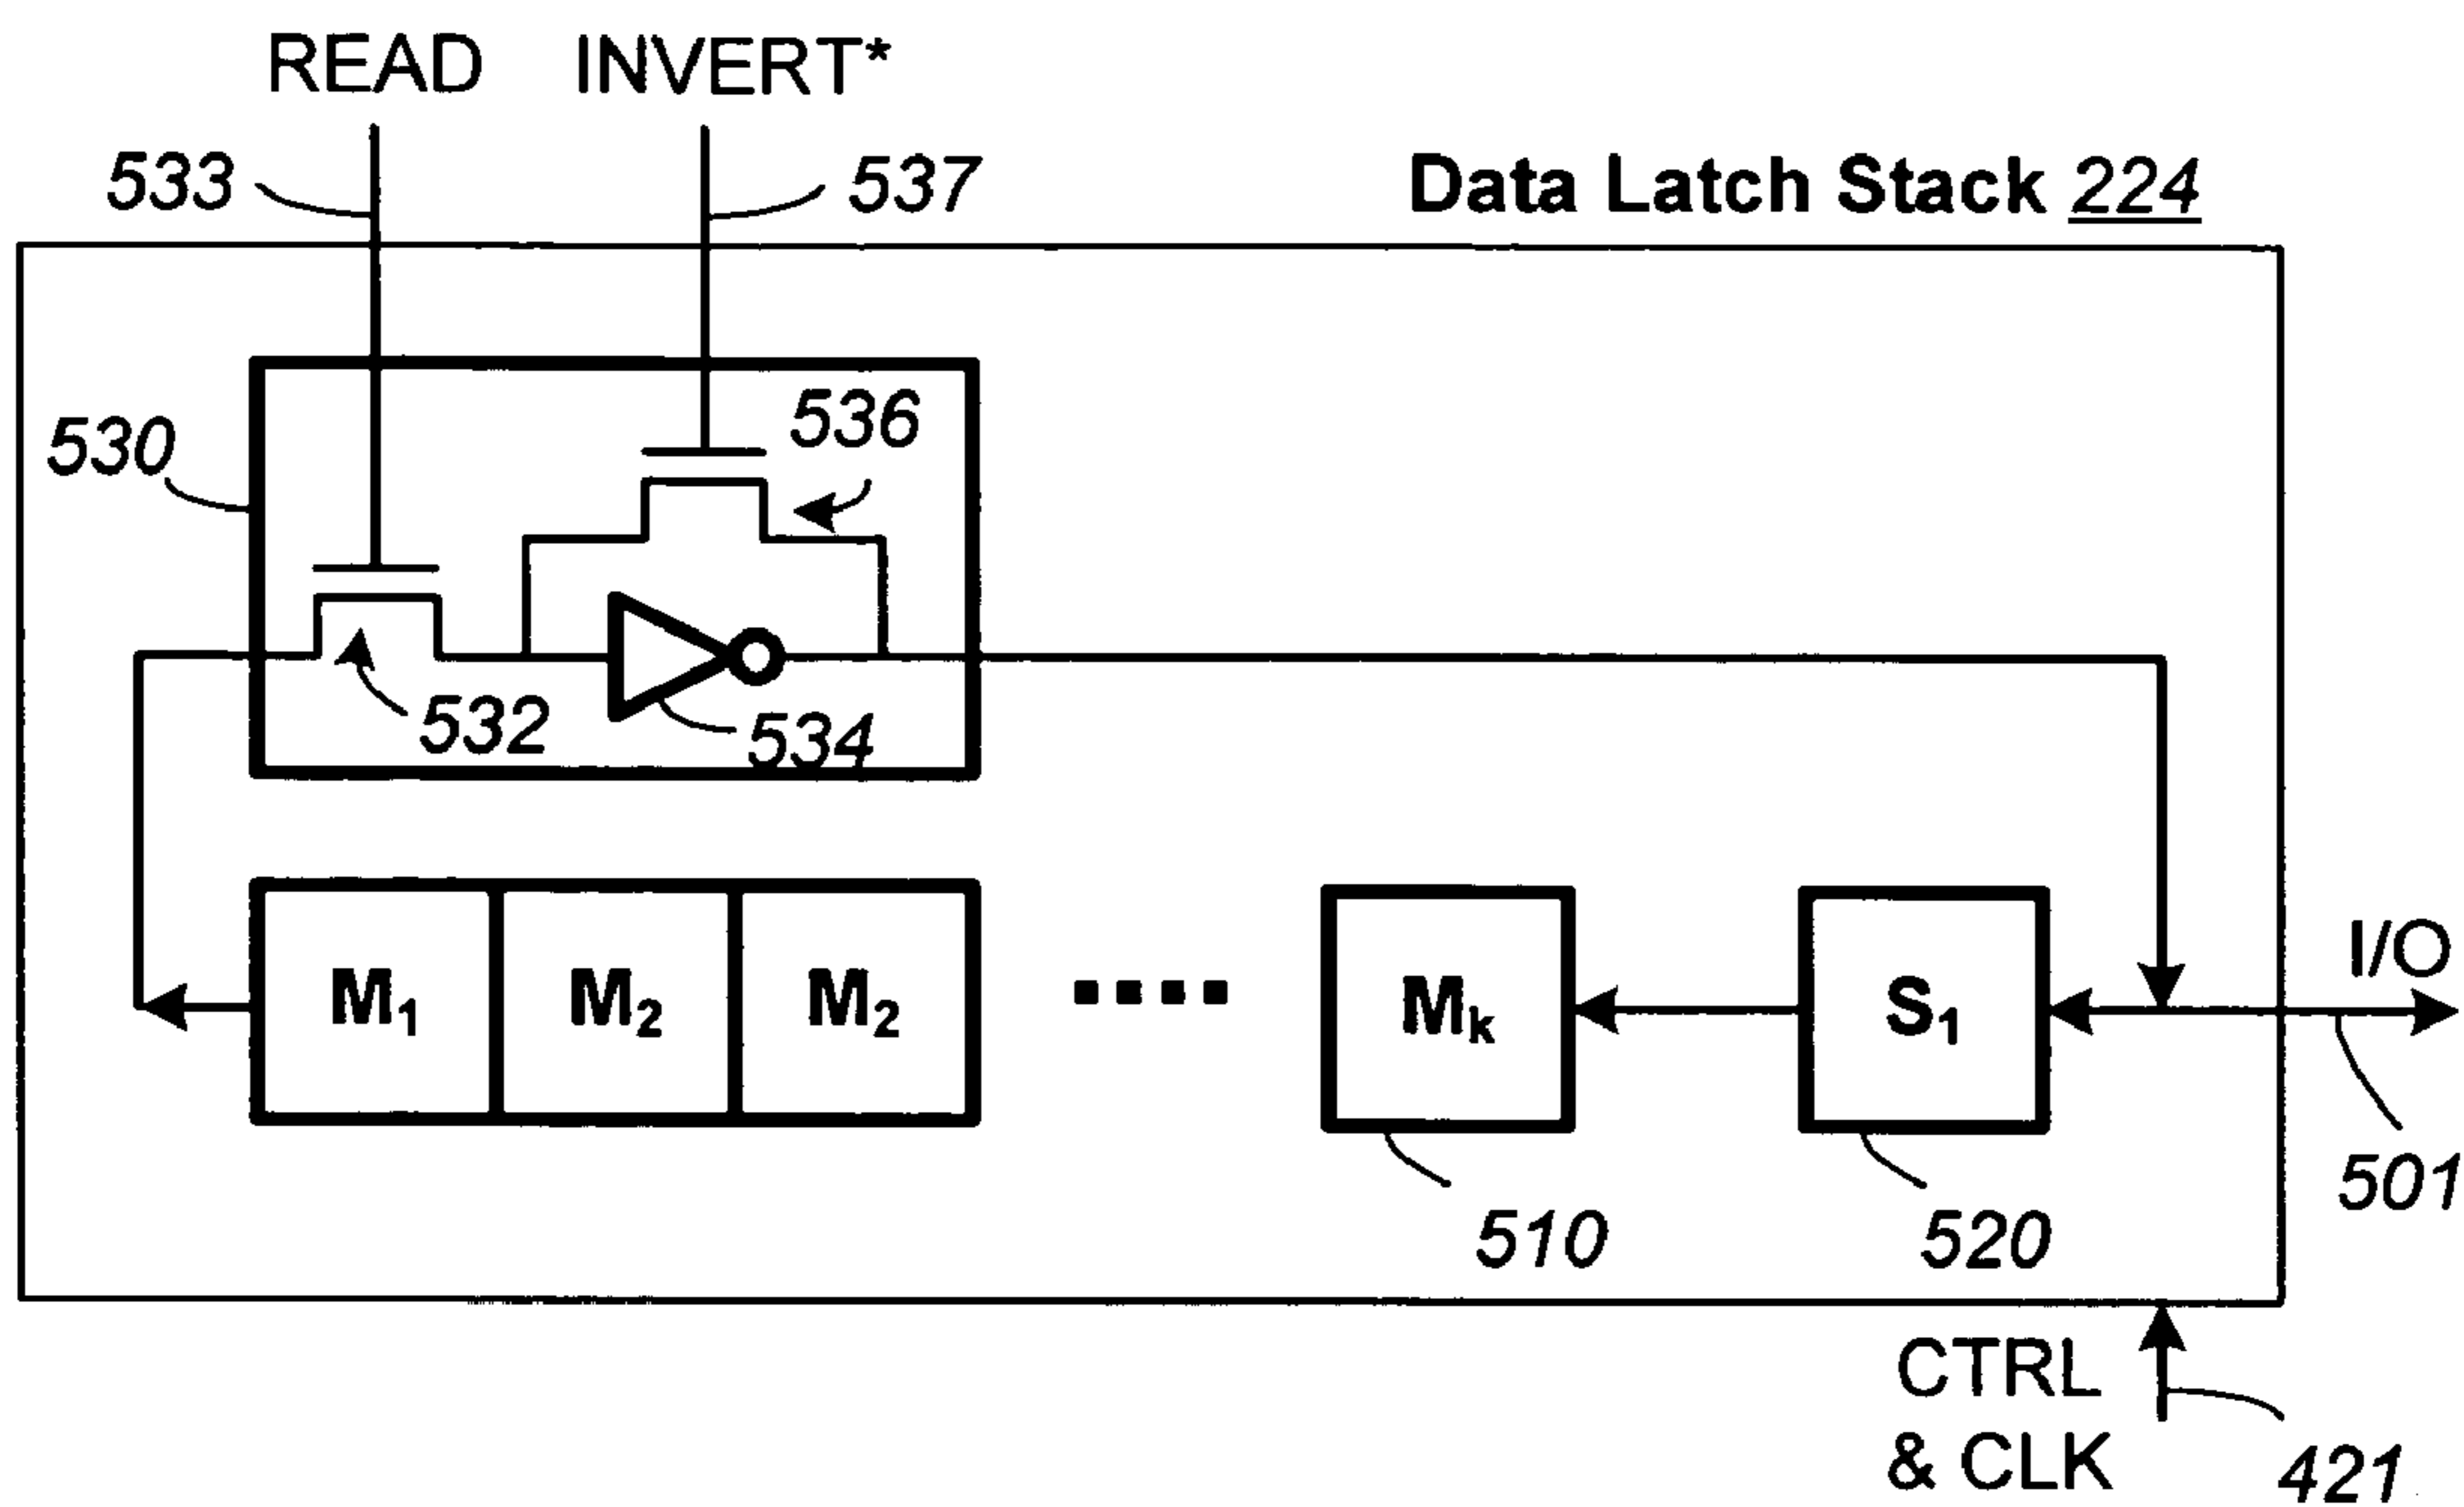 READ INVERT*
533
537
Data Latch Stack 224
530
536
532
534
M1 M2 M2 Mk S1
I/O
501
510
520
CTRL
& CLK
421